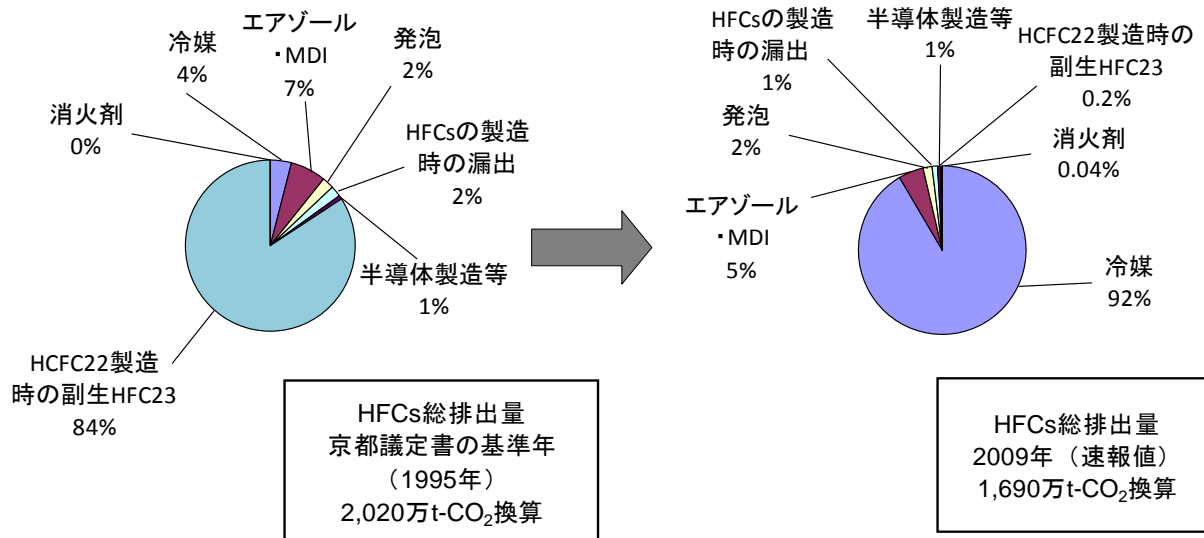 消火剤
0%
冷媒
4%
エアゾール
・MDI
7%
発泡
2%
HFCsの製造
時の漏出
2%
半導体製造等
1%
HCFC22製造
時の副生HFC23
84%
HFCs総排出量
京都議定書の基準年
（1995年）
2,020万t-CO₂換算
エアゾール
・MDI
5%
発泡
2%
HFCsの製造
時の漏出
1%
半導体製造等
1%
HCFC22製造時の
副生HFC23
0.2%
消火剤
0.04%
冷媒
92%
HFCs総排出量
2009年（速報値）
1,690万t-CO₂換算